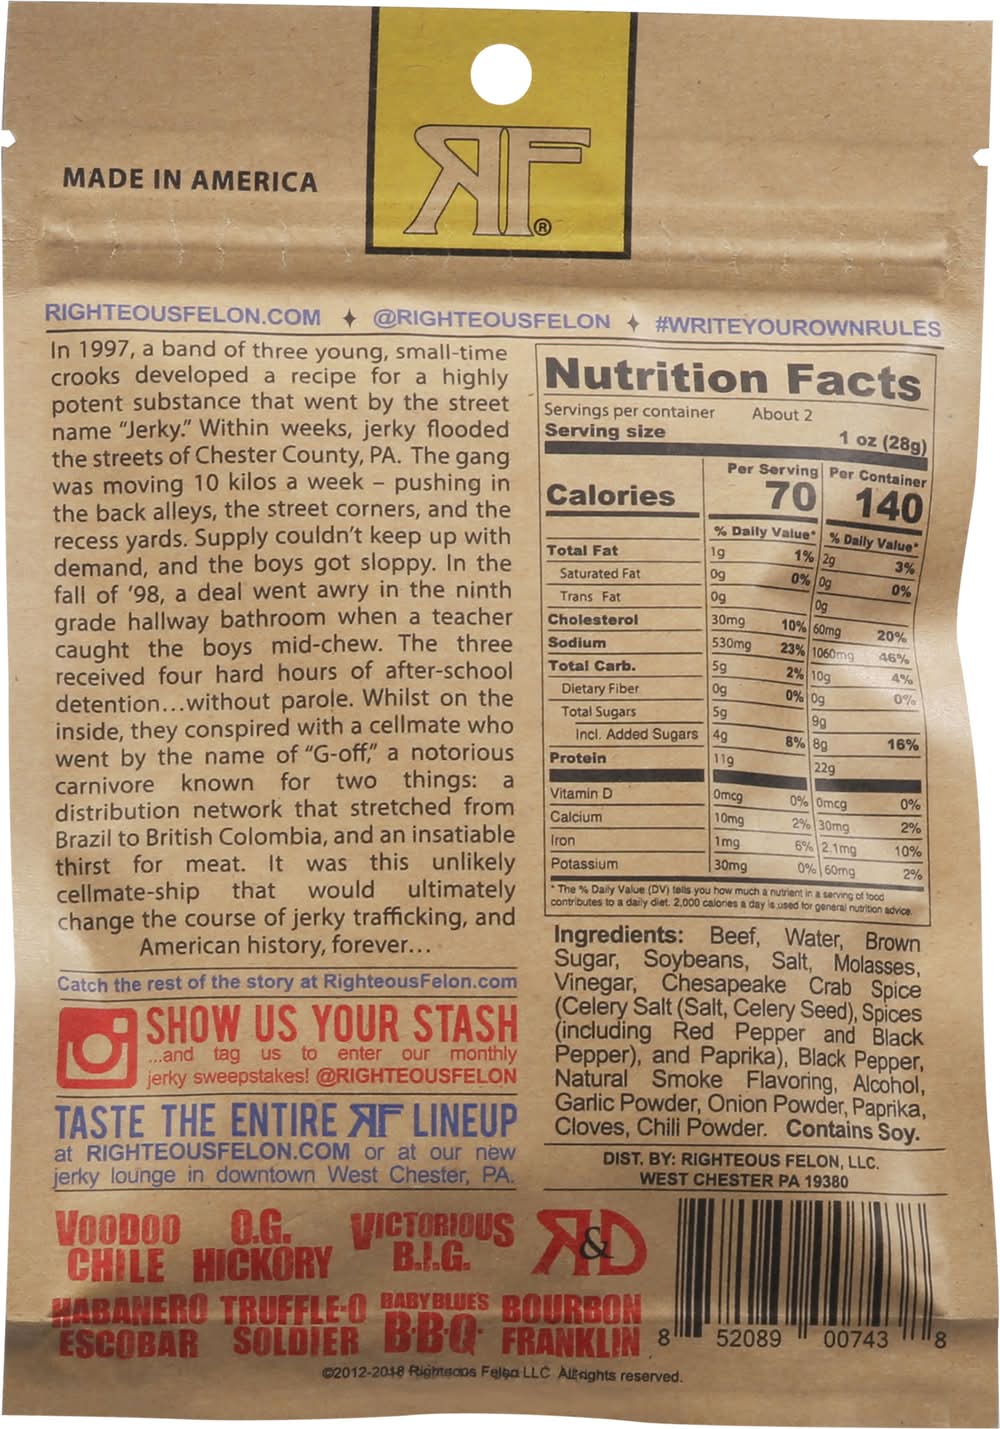 RF®
MADE IN AMERICA
RIGHTEOUSFELON.COM ✦ @RIGHTEOUSFELON ✦ #WRITEYOUROWNRULES
In 1997, a band of three young, small-time
crooks developed a recipe for a highly
potent substance that went by the street
name “Jerky.” Within weeks, jerky flooded
the streets of Chester County, PA. The gang
was moving 10 kilos a week – pushing in
the back alleys, the street corners, and the
recess yards. Supply couldn’t keep up with
demand, and the boys got sloppy. In the
fall of ‘98, a deal went awry in the ninth
grade hallway bathroom when a teacher
caught the boys mid-chew. The three
received four hard hours of after-school
detention…without parole. Whilst on the
inside, they conspired with a cellmate who
went by the name of “G-off,” a notorious
carnivore known for two things: a
distribution network that stretched from
Brazil to British Colombia, and an insatiable
thirst for meat. It was this unlikely
cellmate-ship that would ultimately
change the course of jerky trafficking, and
American history, forever…
Catch the rest of the story at RighteousFelon.com
SHOW US YOUR STASH
...and tag us to enter our monthly
jerky sweepstakes! @RIGHTEOUSFELON
TASTE THE ENTIRE RF LINEUP
at RIGHTEOUSFELON.COM or at our new
jerky lounge in downtown West Chester, PA.
Nutrition Facts
Servings per container About 2
Serving size 1 oz (28g)
Per Serving Per Container
Calories 70 140
% Daily Value* % Daily Value*
Total Fat 1g 1% 2g 3%
Saturated Fat 0g 0% 0g 0%
Trans Fat 0g 0g
Cholesterol 30mg 10% 60mg 20%
Sodium 530mg 23% 1060mg 46%
Total Carb. 5g 2% 10g 4%
Dietary Fiber 0g 0% 0g 0%
Total Sugars 5g 9g
Incl. Added Sugars 4g 8% 8g 16%
Protein 11g 22g
Vitamin D 0mcg 0% 0mcg 0%
Calcium 10mg 2% 30mg 2%
Iron 1mg 6% 2.1mg 10%
Potassium 30mg 0% 60mg 2%
* The % Daily Value (DV) tells you how much a nutrient in a serving of food
contributes to a daily diet. 2,000 calories a day is used for general nutrition advice.
Ingredients: Beef, Water, Brown
Sugar, Soybeans, Salt, Molasses,
Vinegar, Chesapeake Crab Spice
(Celery Salt (Salt, Celery Seed), Spices
(including Red Pepper and Black
Pepper), and Paprika), Black Pepper,
Natural Smoke Flavoring, Alcohol,
Garlic Powder, Onion Powder, Paprika,
Cloves, Chili Powder. Contains Soy.
DIST. BY: RIGHTEOUS FELON, LLC.
WEST CHESTER PA 19380
VOODOO CHILE
O.G. HICKORY
VICTORIOUS B.I.G.
R&D
HABANERO ESCOBAR
TRUFFLE-O SOLDIER
BABY BLUES B·B·Q·
BOURBON FRANKLIN
8 52089 00743 8
©2012-2018 Righteous Felon LLC All rights reserved.